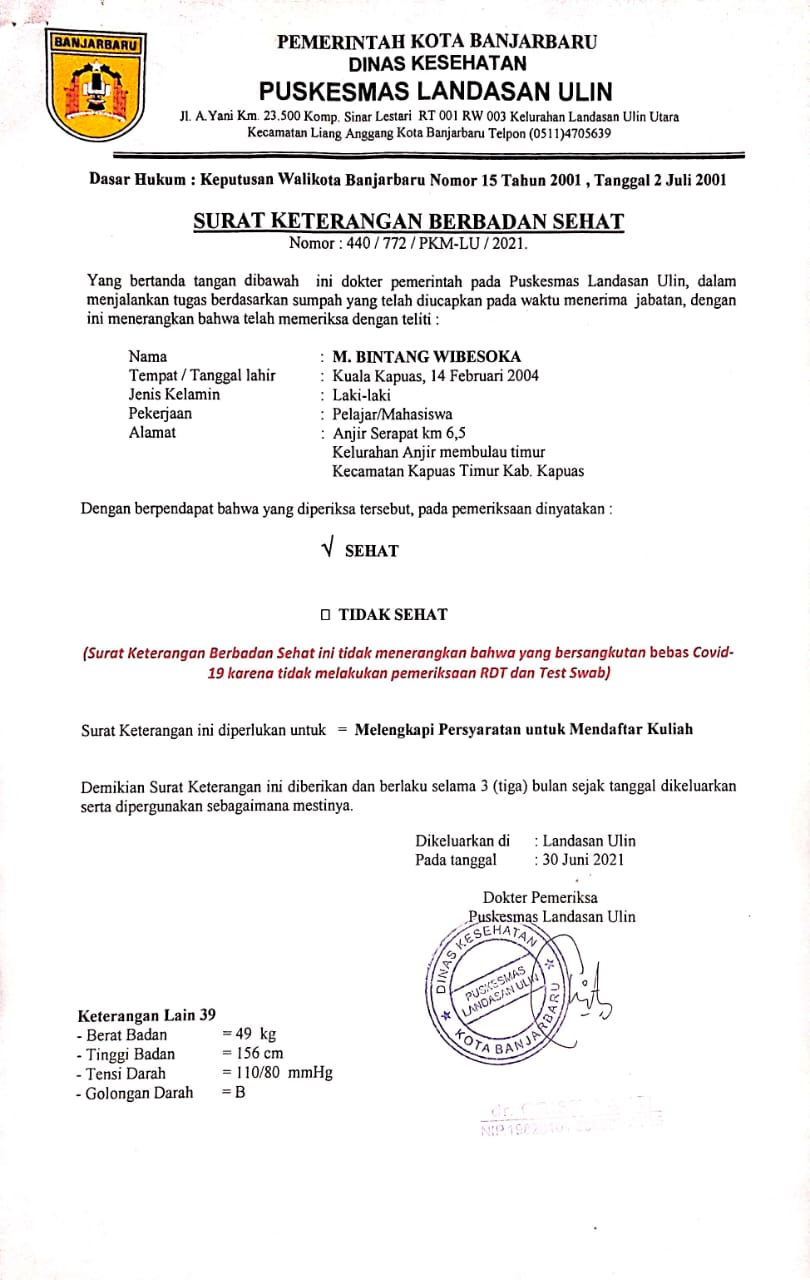 BANJARBARU
PEMERINTAH KOTA BANJARBARU
DINAS KESEHATAN
PUSKESMAS LANDASAN ULIN
Jl. A.Yani Km. 23.500 Komp. Sinar Lestari RT 001 RW 003 Kelurahan Landasan Ulin Utara
Kecamatan Liang Anggang Kota Banjarbaru Telpon (0511)4705639
Dasar Hukum : Keputusan Walikota Banjarbaru Nomor 15 Tahun 2001 , Tanggal 2 Juli 2001
SURAT KETERANGAN BERBADAN SEHAT
Nomor : 440 / 772 / PKM-LU / 2021.
Yang bertanda tangan dibawah ini dokter pemerintah pada Puskesmas Landasan Ulin, dalam
menjalankan tugas berdasarkan sumpah yang telah diucapkan pada waktu menerima jabatan, dengan
ini menerangkan bahwa telah memeriksa dengan teliti :
Nama : M. BINTANG WIBESOKA
Tempat / Tanggal lahir : Kuala Kapuas, 14 Februari 2004
Jenis Kelamin : Laki-laki
Pekerjaan : Pelajar/Mahasiswa
Alamat : Anjir Serapat km 6,5
Kelurahan Anjir membulau timur
Kecamatan Kapuas Timur Kab. Kapuas
Dengan berpendapat bahwa yang diperiksa tersebut, pada pemeriksaan dinyatakan :
√ SEHAT
□ TIDAK SEHAT
(Surat Keterangan Berbadan Sehat ini tidak menerangkan bahwa yang bersangkutan bebas Covid-
19 karena tidak melakukan pemeriksaan RDT dan Test Swab)
Surat Keterangan ini diperlukan untuk = Melengkapi Persyaratan untuk Mendaftar Kuliah
Demikian Surat Keterangan ini diberikan dan berlaku selama 3 (tiga) bulan sejak tanggal dikeluarkan
serta dipergunakan sebagaimana mestinya.
Dikeluarkan di : Landasan Ulin
Pada tanggal : 30 Juni 2021
Dokter Pemeriksa
Puskesmas Landasan Ulin
DINAS KESEHATAN
PUSKESMAS
LANDASAN ULIN
KOTA BANJARBARU
Keterangan Lain 39
- Berat Badan = 49 kg
- Tinggi Badan = 156 cm
- Tensi Darah = 110/80 mmHg
- Golongan Darah = B
dr.
NIP